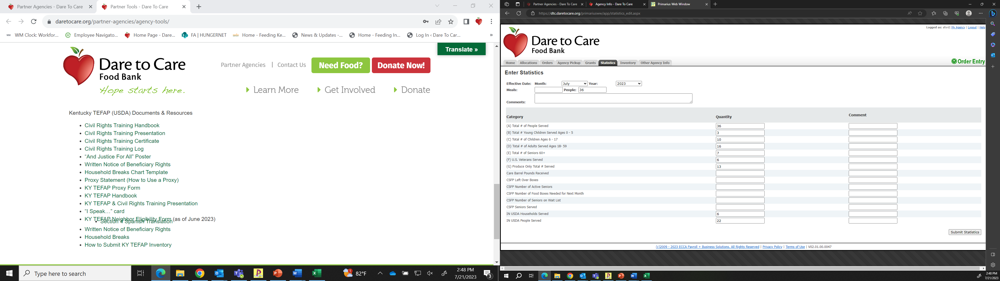 Partner Agencies - Dare To Care
Partner Tools - Dare To Care
daretocare.org/partner-agencies/agency-tools/
WM Clock: Workfor...
Employee Navigato...
Home Page - Dare...
FA | HUNGERNET
Home - Feeding Ke...
News & Updates -...
Home - Feeding In...
Log In ‹ Dare To Car...
»
Translate »
Dare to Care
Food Bank
Hope starts here.
Partner Agencies | Contact Us
Need Food?
Donate Now!
Learn More
Get Involved
Donate
Kentucky TEFAP (USDA) Documents & Resources
• Civil Rights Training Handbook
• Civil Rights Training Presentation
• Civil Rights Training Certificate
• Civil Rights Training Log
• “And Justice For All” Poster
• Written Notice of Beneficiary Rights
• Household Breaks Chart Template
• Proxy Statement (How to Use a Proxy)
• KY TEFAP Proxy Form
• KY TEFAP Handbook
• KY TEFAP & Civil Rights Training Presentation
• “I Speak…” card
• KY TEFAP Neighbor Eligibility Form (as of June 2023)
• Section 4 Spanish Translation
• Written Notice of Beneficiary Rights
• Household Breaks
• How to Submit KY TEFAP Inventory
Type here to search
82°F
2:48 PM
7/21/2023
3
Partner Agencies - Dare To Care
Agency Info - Dare To Care
Primarius Web Window
https://dtc.daretocare.org/primariusww/app/statistics_edit.aspx
Logged as: aford| My Agency | Logout | Help
Dare to Care
Food Bank
Home
Allocations
Orders
Agency Pickup
Grants
Statistics
Inventory
Other Agency Info
Order Entry
Enter Statistics
Effective Date: Month: July Year: 2023
Meals: People: 36
Comments:
Category Quantity Comment
(A) Total # of People Served 36
(B) Total # Young Children Served Ages 0 - 5 3
(C) Total # of Children Ages 6 - 17 10
(D) Total # of Adults Served Ages 18- 59 16
(E) Total # of Seniors 60+ 7
(F) U.S. Veterans Served 6
(G) Produce Only Total # Served 13
Care Barrel Pounds Received
CSFP Left Over Boxes
CSFP Number of Active Seniors
CSFP Number of Food Boxes Needed for Next Month
CSFP Number of Seniors on Wait List
CSFP Seniors Served
IN USDA Households Served 6
IN USDA People Served 22
Submit Statistics
(c)2009 - 2023 ECCA Payroll + Business Solutions, All Rights Reserved | Privacy Policy | Terms of Use | V02.01.00.0047
2:48 PM
7/21/2023